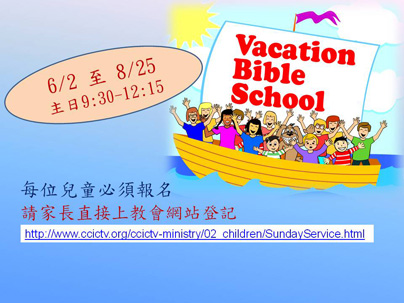 Vacation
Bible
School
6/2 至 8/25
主日9:30-12:15
每位兒童必須報名
請家長直接上教會網站登記
http://www.ccictv.org/ccictv-ministry/02_children/SundayService.html